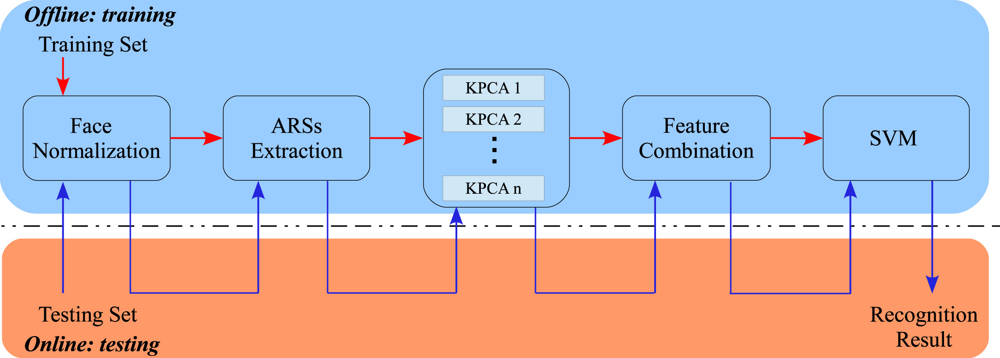 Offline: training
Training Set
Face
Normalization
ARSs
Extraction
KPCA 1
KPCA 2
KPCA n
Feature
Combination
SVM
Testing Set
Online: testing
Recognition
Result